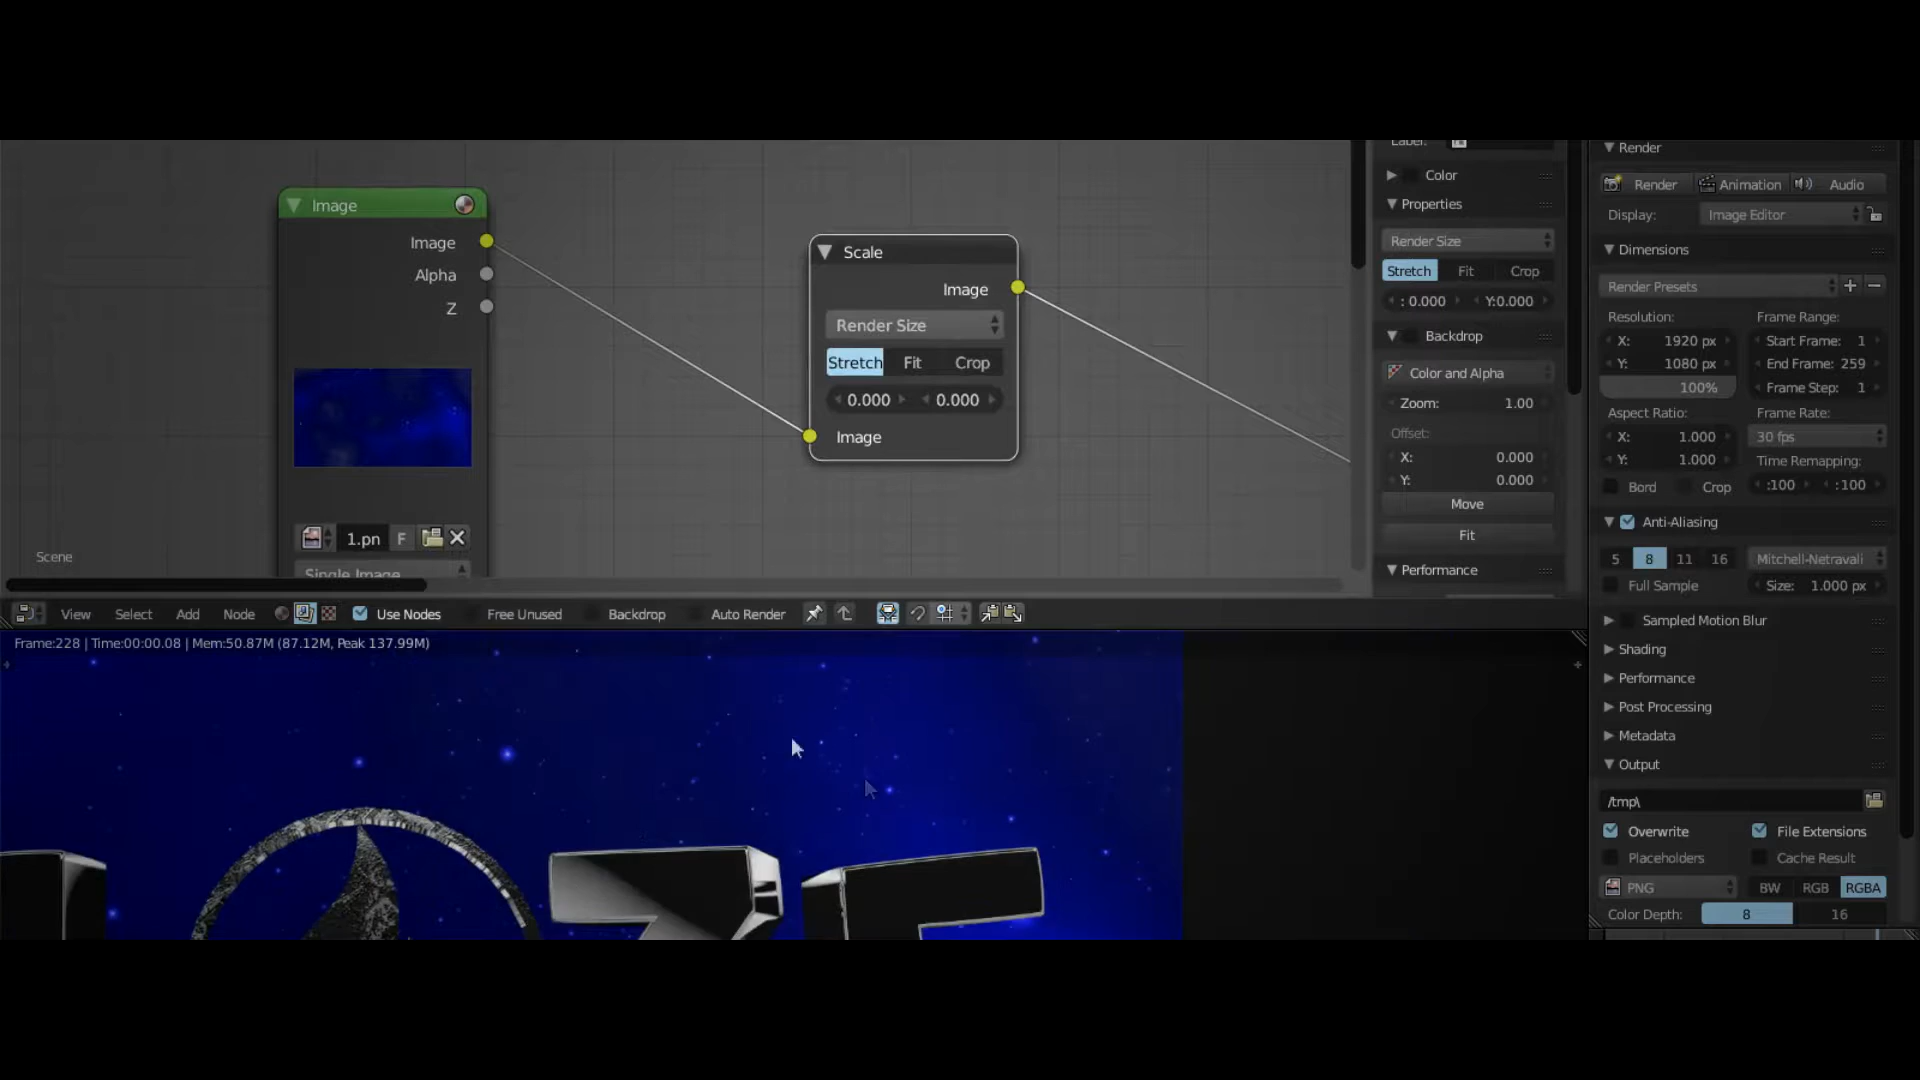 Image
Image
Alpha
Z
1.pn F
Single Image
Scene
Scale
Image
Render Size
Stretch Fit Crop
0.000 0.000
Image
Label:
Color
Properties
Render Size
Stretch Fit Crop
: 0.000 Y:0.000
Backdrop
Color and Alpha
Zoom: 1.00
Offset:
X: 0.000
Y: 0.000
Move
Fit
Performance
Render
Render Animation Audio
Display: Image Editor
Dimensions
Render Presets
Resolution: Frame Range:
X: 1920 px Start Frame: 1
Y: 1080 px End Frame: 259
100% Frame Step: 1
Aspect Ratio: Frame Rate:
X: 1.000 30 fps
Y: 1.000 Time Remapping:
Bord Crop :100 :100
Anti-Aliasing
5 8 11 16 Mitchell-Netravali
Full Sample Size: 1.000 px
Sampled Motion Blur
Shading
Performance
Post Processing
Metadata
Output
/tmp\
Overwrite File Extensions
Placeholders Cache Result
PNG BW RGB RGBA
Color Depth: 8 16
View Select Add Node Use Nodes Free Unused Backdrop Auto Render
Frame:228 | Time:00:00.08 | Mem:50.87M (87.12M, Peak 137.99M)